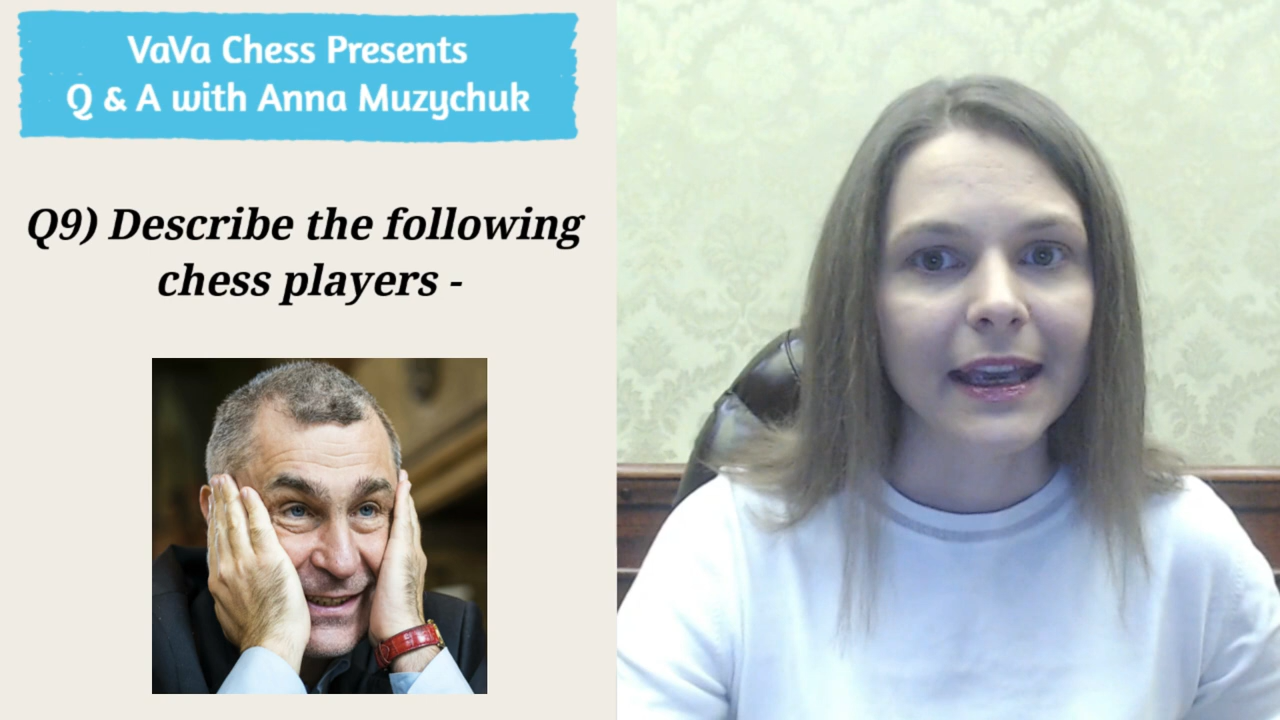 VaVa Chess Presents
Q & A with Anna Muzychuk
Q9) Describe the following
chess players -